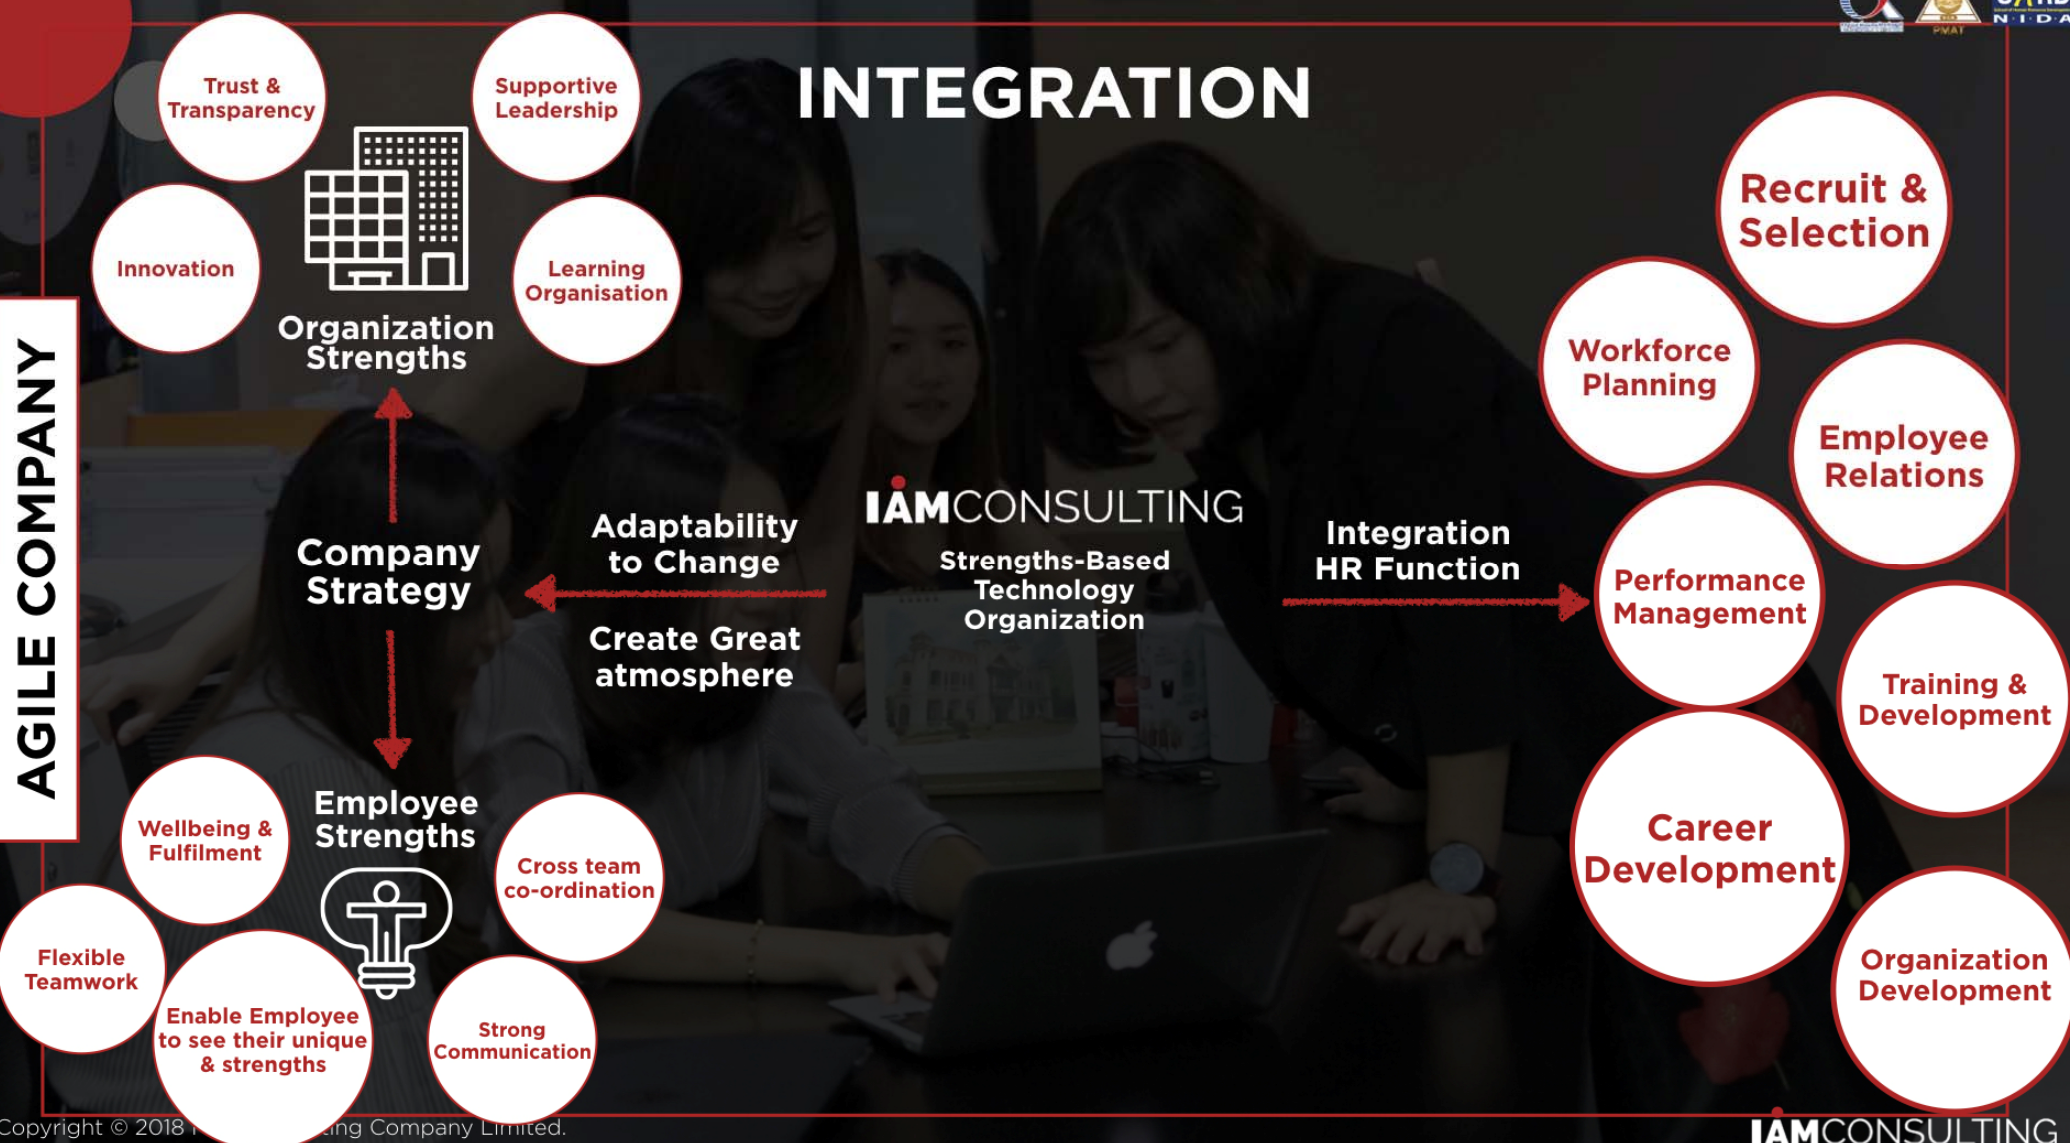 PMAT
N·I·D·A
INTEGRATION
Trust &
Transparency
Supportive
Leadership
Innovation
Learning
Organisation
Organization
Strengths
AGILE COMPANY
Company
Strategy
Adaptability
to Change
Create Great
atmosphere
IAMCONSULTING
Strengths-Based
Technology
Organization
Integration
HR Function
Recruit &
Selection
Workforce
Planning
Employee
Relations
Performance
Management
Training &
Development
Career
Development
Organization
Development
Employee
Strengths
Wellbeing &
Fulfilment
Cross team
co-ordination
Flexible
Teamwork
Enable Employee
to see their unique
& strengths
Strong
Communication
Copyright © 2018 ing Company Limited.
IAMCONSULTING